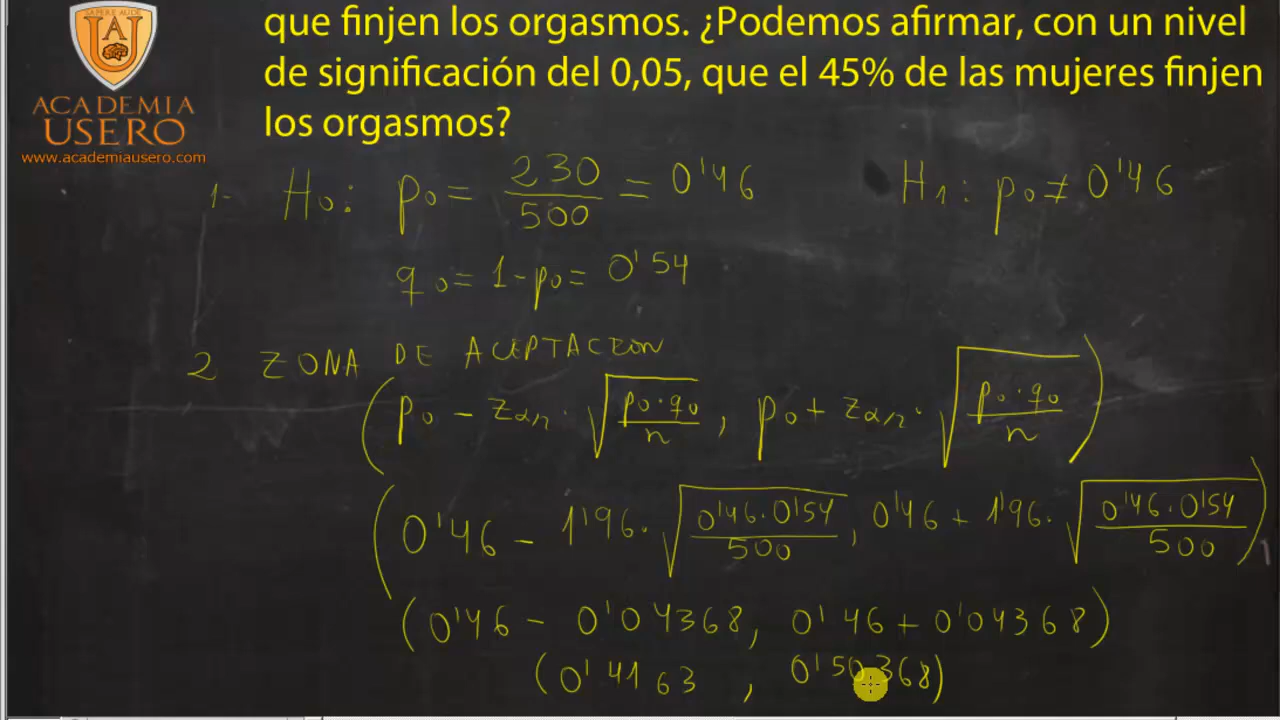 SAPERE AUDE
ACADEMIA
USERO
www.academiausero.com
que finjen los orgasmos. ¿Podemos afirmar, con un nivel
de significación del 0,05, que el 45% de las mujeres finjen
los orgasmos?
1- H₀: p₀ = 230/500 = 0'46 H₁: p₀ ≠ 0'46
q₀ = 1-p₀ = 0'54
2 ZONA DE ACEPTACION
(p₀ - z_α/2 · √(p₀·q₀/n), p₀ + z_α/2 · √(p₀·q₀/n))
(0'46 - 1'96 · √(0'46·0'54/500), 0'46 + 1'96 · √(0'46·0'54/500))
(0'46 - 0'04368, 0'46 + 0'04368)
(0'4163, 0'50368)